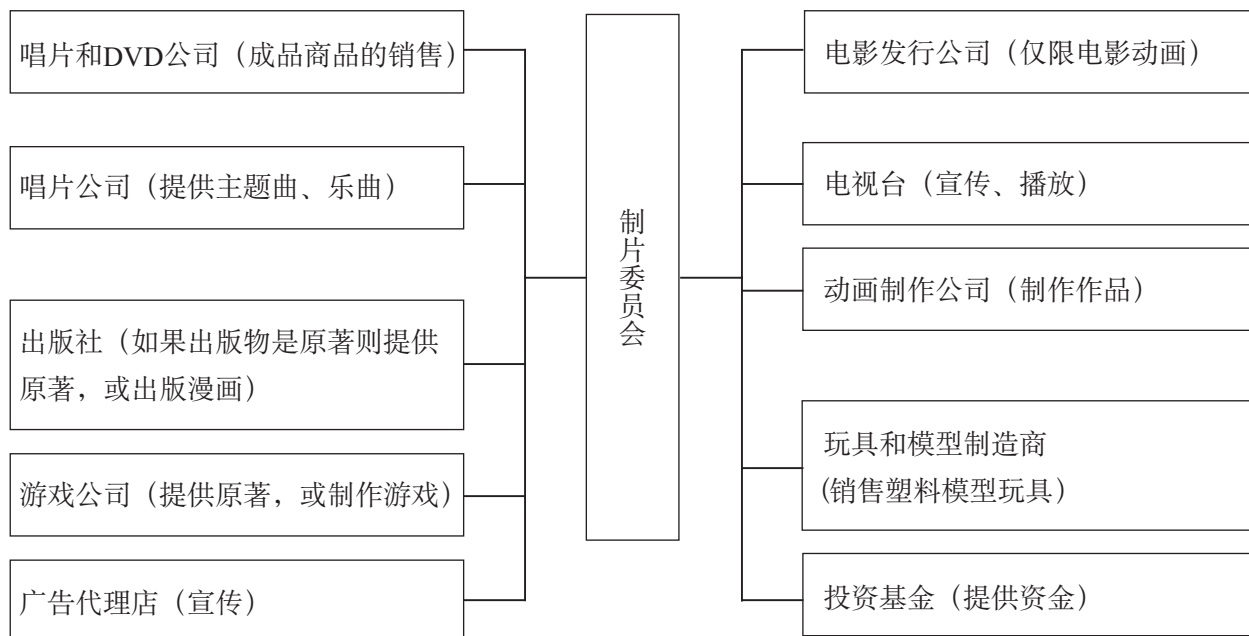 唱片和DVD公司（成品商品的销售）
唱片公司（提供主题曲、乐曲）
出版社（如果出版物是原著则提供
原著，或出版漫画）
游戏公司（提供原著，或制作游戏）
广告代理店（宣传）
制片委员会
电影发行公司（仅限电影动画）
电视台（宣传、播放）
动画制作公司（制作作品）
玩具和模型制造商
(销售塑料模型玩具）
投资基金（提供资金）